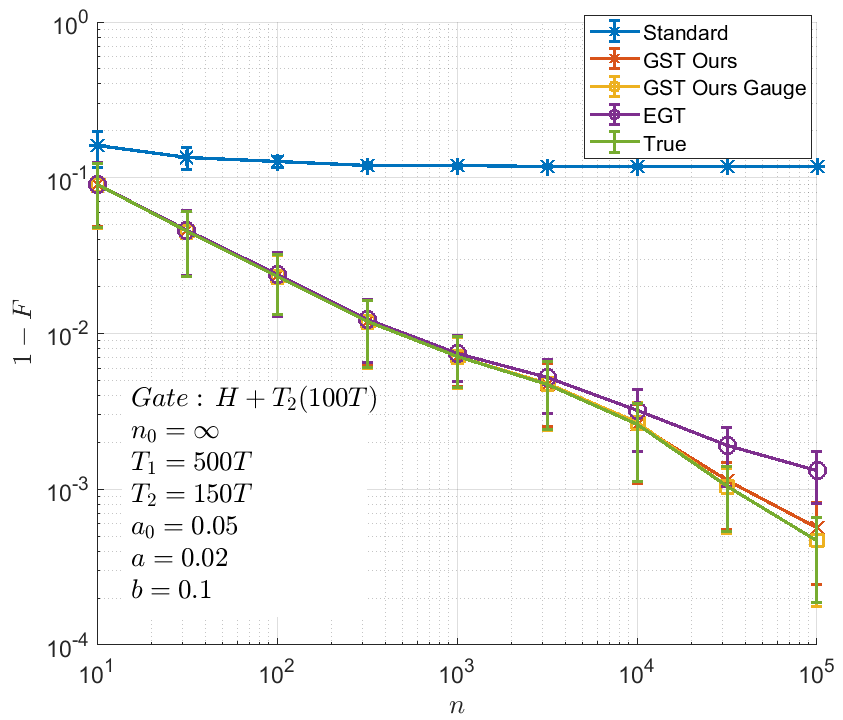 10^0
10^-1
10^-2
10^-3
10^-4
1 − F
10^1
10^2
10^3
10^4
10^5
n
Standard
GST Ours
GST Ours Gauge
EGT
True
Gate : H + T_2(100T)
n_0 = ∞
T_1 = 500T
T_2 = 150T
a_0 = 0.05
a = 0.02
b = 0.1